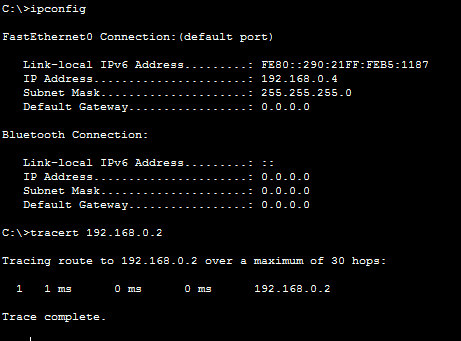 C:\>ipconfig
FastEthernet0 Connection:(default port)
Link-local IPv6 Address.........: FE80::290:21FF:FEB5:1187
IP Address......................: 192.168.0.4
Subnet Mask.....................: 255.255.255.0
Default Gateway.................: 0.0.0.0
Bluetooth Connection:
Link-local IPv6 Address.........: ::
IP Address......................: 0.0.0.0
Subnet Mask.....................: 0.0.0.0
Default Gateway.................: 0.0.0.0
C:\>tracert 192.168.0.2
Tracing route to 192.168.0.2 over a maximum of 30 hops:
1 1 ms 0 ms 0 ms 192.168.0.2
Trace complete.